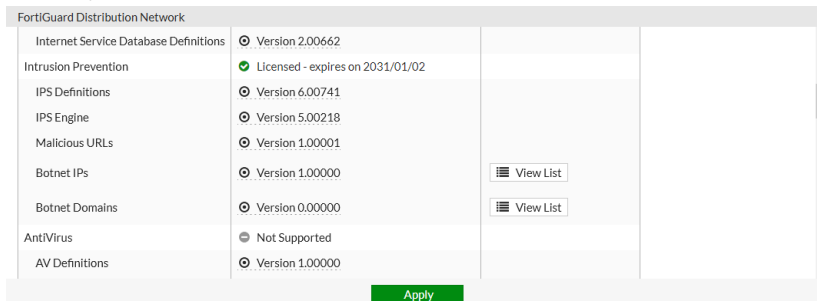 FortiGuard Distribution Network
Internet Service Database Definitions Version 2.00662
Intrusion Prevention Licensed - expires on 2031/01/02
IPS Definitions Version 6.00741
IPS Engine Version 5.00218
Malicious URLs Version 1.00001
Botnet IPs Version 1.00000 View List
Botnet Domains Version 0.00000 View List
AntiVirus Not Supported
AV Definitions Version 1.00000
Apply